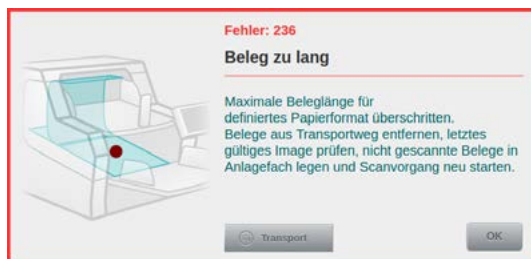 Fehler: 236
Beleg zu lang
Maximale Beleglänge für
definiertes Papierformat überschritten.
Belege aus Transportweg entfernen, letztes
gültiges Image prüfen, nicht gescannte Belege in
Anlagefach legen und Scanvorgang neu starten.
Transport
OK